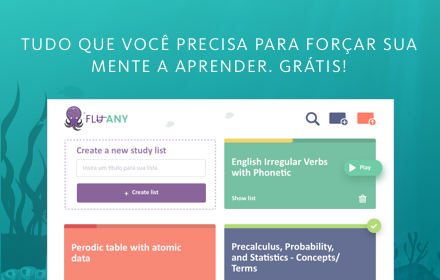 TUDO QUE VOCÊ PRECISA PARA FORÇAR SUA
MENTE A APRENDER. GRÁTIS!
FLUANY
Create a new study list
Insira um título para sua lista
+ Create list
English Irregular Verbs
with Phonetic
Play
Show list
Perodic table with atomic
data
Precalculus, Probability,
and Statistics - Concepts/
Terms